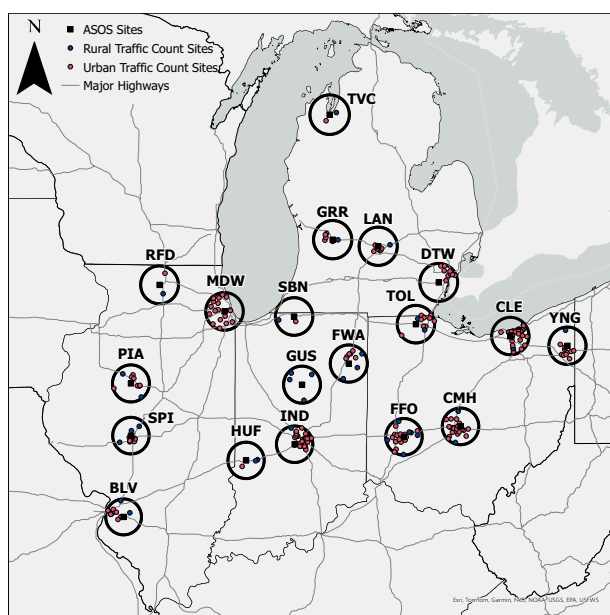 N
ASOS Sites
Rural Traffic Count Sites
Urban Traffic Count Sites
Major Highways
TVC
GRR
LAN
RFD
DTW
MDW
SBN
TOL
CLE
YNG
FWA
PIA
GUS
SPI
CMH
IND
FFO
HUF
BLV
Esri, TomTom, Garmin, FAO, NOAA, USGS, EPA, USFWS